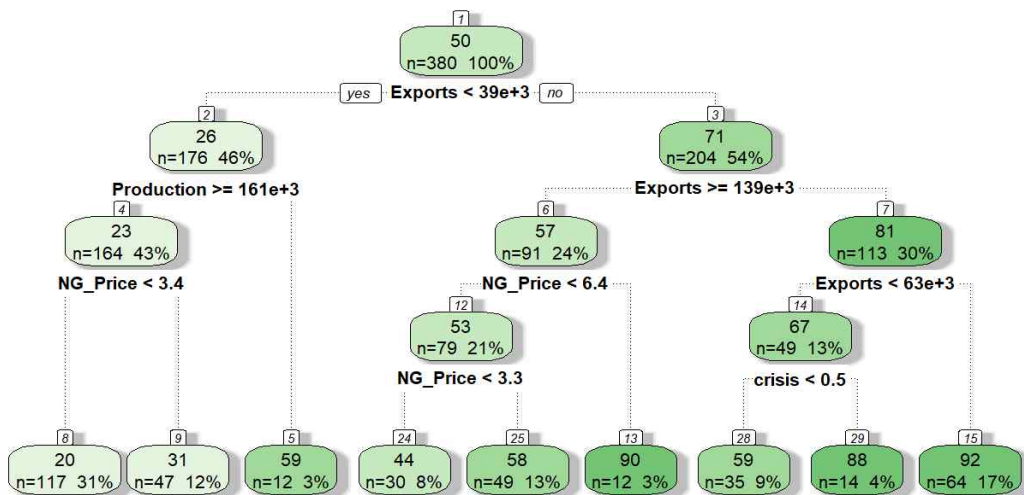 1
50
n=380 100%
yes Exports < 39e+3 no
2
26
n=176 46%
3
71
n=204 54%
Production >= 161e+3
Exports >= 139e+3
4
23
n=164 43%
6
57
n=91 24%
7
81
n=113 30%
NG_Price < 3.4
NG_Price < 6.4
Exports < 63e+3
12
53
n=79 21%
14
67
n=49 13%
NG_Price < 3.3
crisis < 0.5
8
20
n=117 31%
9
31
n=47 12%
5
59
n=12 3%
24
44
n=30 8%
25
58
n=49 13%
13
90
n=12 3%
28
59
n=35 9%
29
88
n=14 4%
15
92
n=64 17%